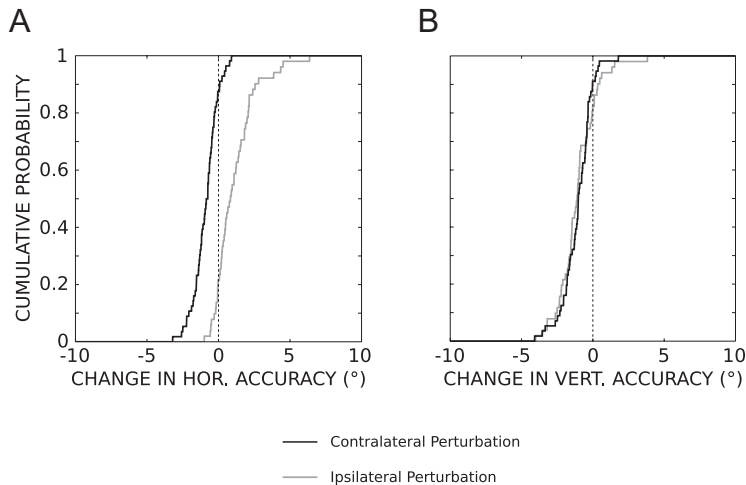 A
B
CUMULATIVE PROBABILITY
1
0.8
0.6
0.4
0.2
0
-10 -5 0 5 10
-10 -5 0 5 10
CHANGE IN HOR. ACCURACY (°)
CHANGE IN VERT. ACCURACY (°)
Contralateral Perturbation
Ipsilateral Perturbation